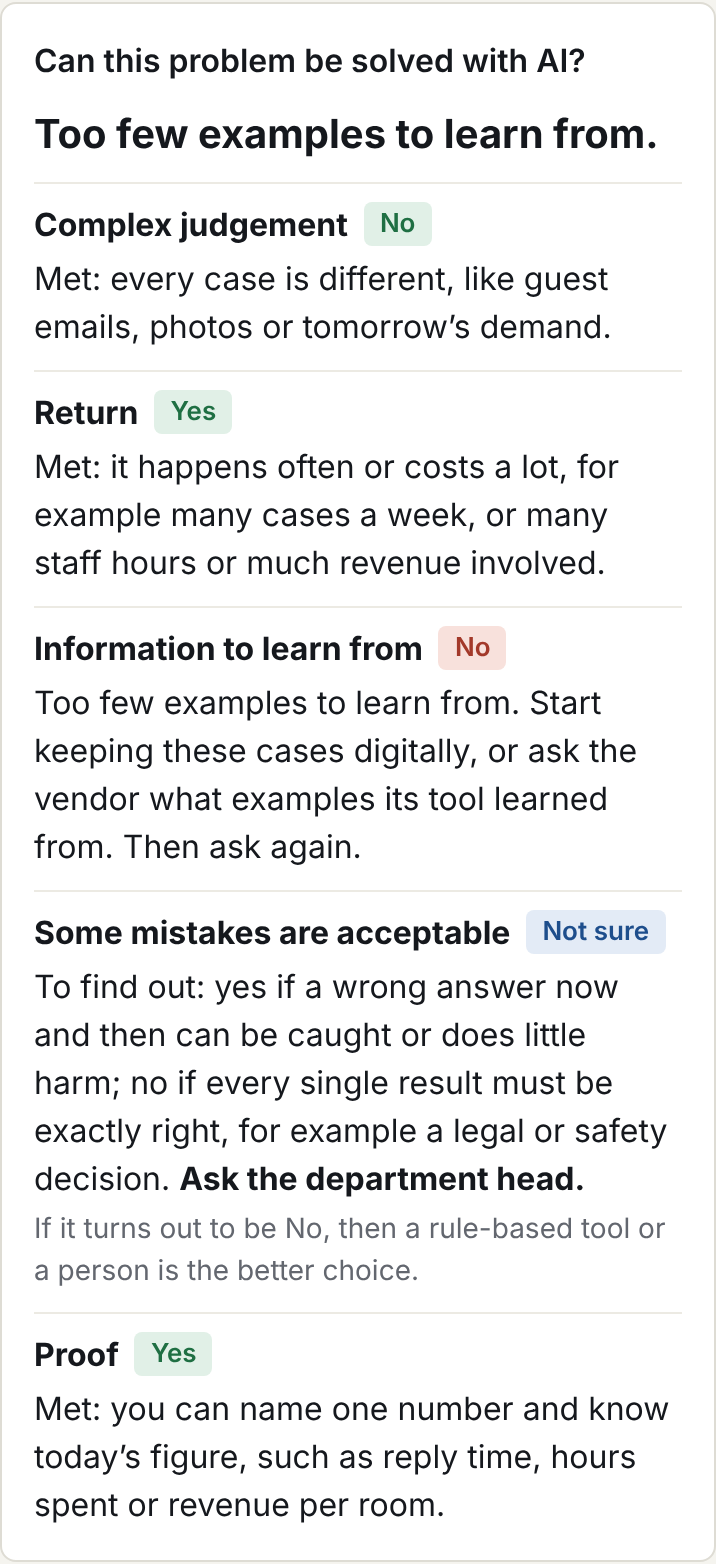 Can this problem be solved with AI?
Too few examples to learn from.
Complex judgement No
Met: every case is different, like guest
emails, photos or tomorrow’s demand.
Return Yes
Met: it happens often or costs a lot, for
example many cases a week, or many
staff hours or much revenue involved.
Information to learn from No
Too few examples to learn from. Start
keeping these cases digitally, or ask the
vendor what examples its tool learned
from. Then ask again.
Some mistakes are acceptable Not sure
To find out: yes if a wrong answer now
and then can be caught or does little
harm; no if every single result must be
exactly right, for example a legal or safety
decision. Ask the department head.
If it turns out to be No, then a rule-based tool or
a person is the better choice.
Proof Yes
Met: you can name one number and know
today’s figure, such as reply time, hours
spent or revenue per room.